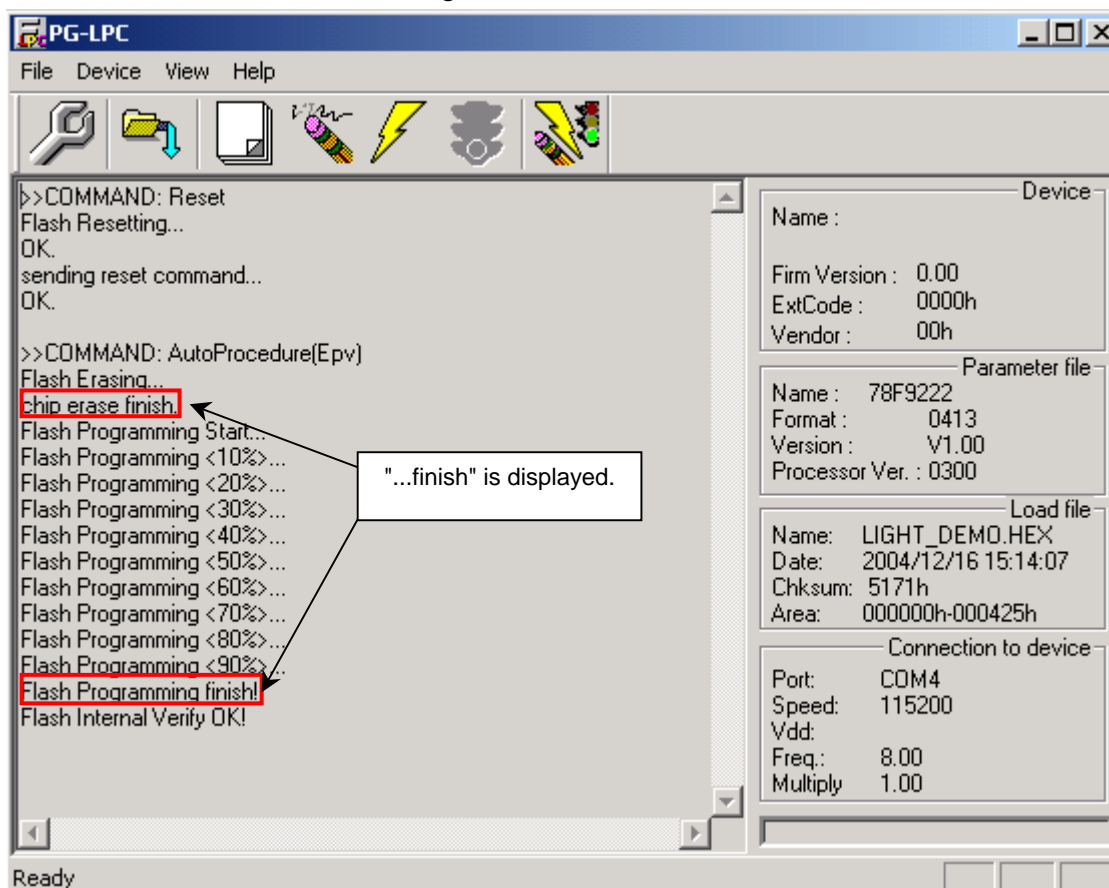 PG-LPC
File Device View Help
>>COMMAND: Reset
Flash Resetting...
OK.
sending reset command...
OK.
>>COMMAND: AutoProcedure(Epv)
Flash Erasing...
chip erase finish.
Flash Programming Start...
Flash Programming <10%>...
Flash Programming <20%>...
Flash Programming <30%>...
Flash Programming <40%>...
Flash Programming <50%>...
Flash Programming <60%>...
Flash Programming <70%>...
Flash Programming <80%>...
Flash Programming <90%>...
Flash Programming finish!
Flash Internal Verify OK!
"...finish" is displayed.
Device
Name :
Firm Version : 0.00
ExtCode : 0000h
Vendor : 00h
Parameter file
Name : 78F9222
Format : 0413
Version : V1.00
Processor Ver. : 0300
Load file
Name: LIGHT_DEMO.HEX
Date: 2004/12/16 15:14:07
Chksum: 5171h
Area: 000000h-000425h
Connection to device
Port: COM4
Speed: 115200
Vdd:
Freq.: 8.00
Multiply 1.00
Ready